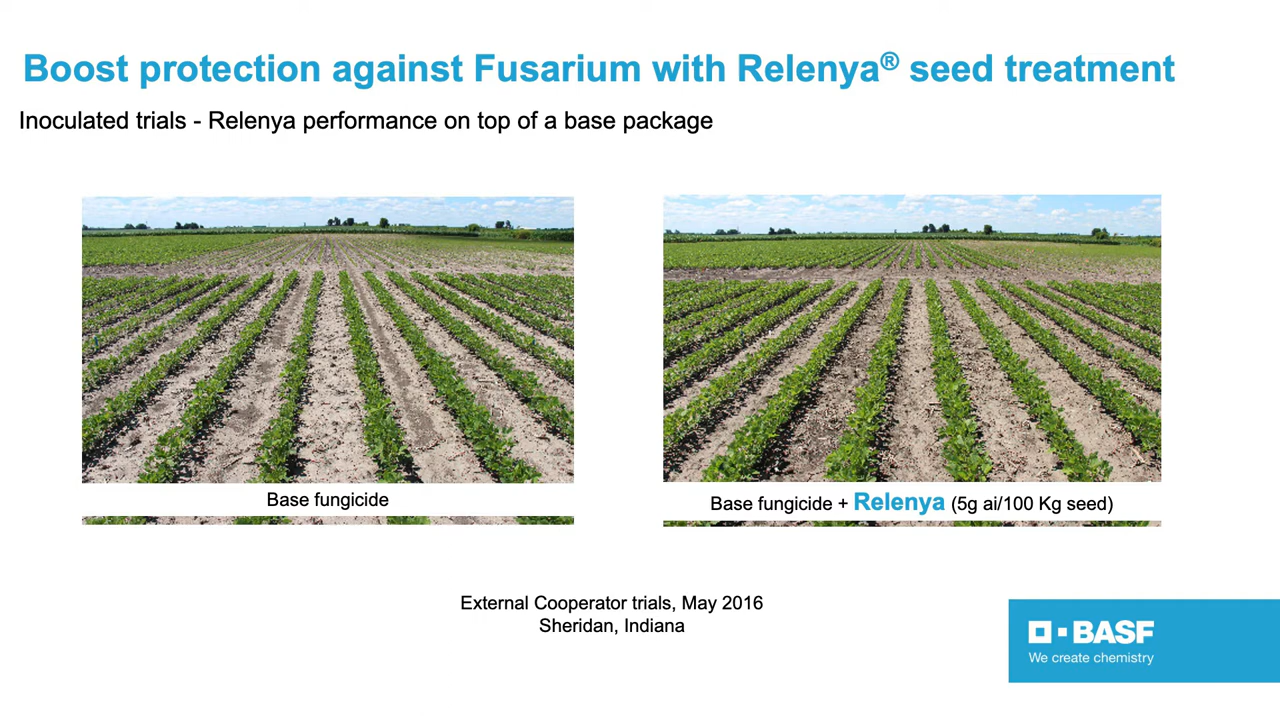 Boost protection against Fusarium with Relenya® seed treatment
Inoculated trials - Relenya performance on top of a base package
Base fungicide
Base fungicide + Relenya (5g ai/100 Kg seed)
External Cooperator trials, May 2016
Sheridan, Indiana
BASF
We create chemistry